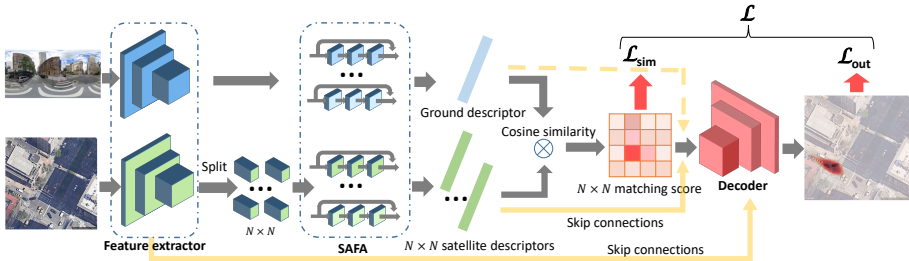 ℒ
ℒsim
ℒout
Ground descriptor
Cosine similarity
Split
N × N
N × N matching score
Decoder
Skip connections
Feature extractor
SAFA
N × N satellite descriptors
Skip connections